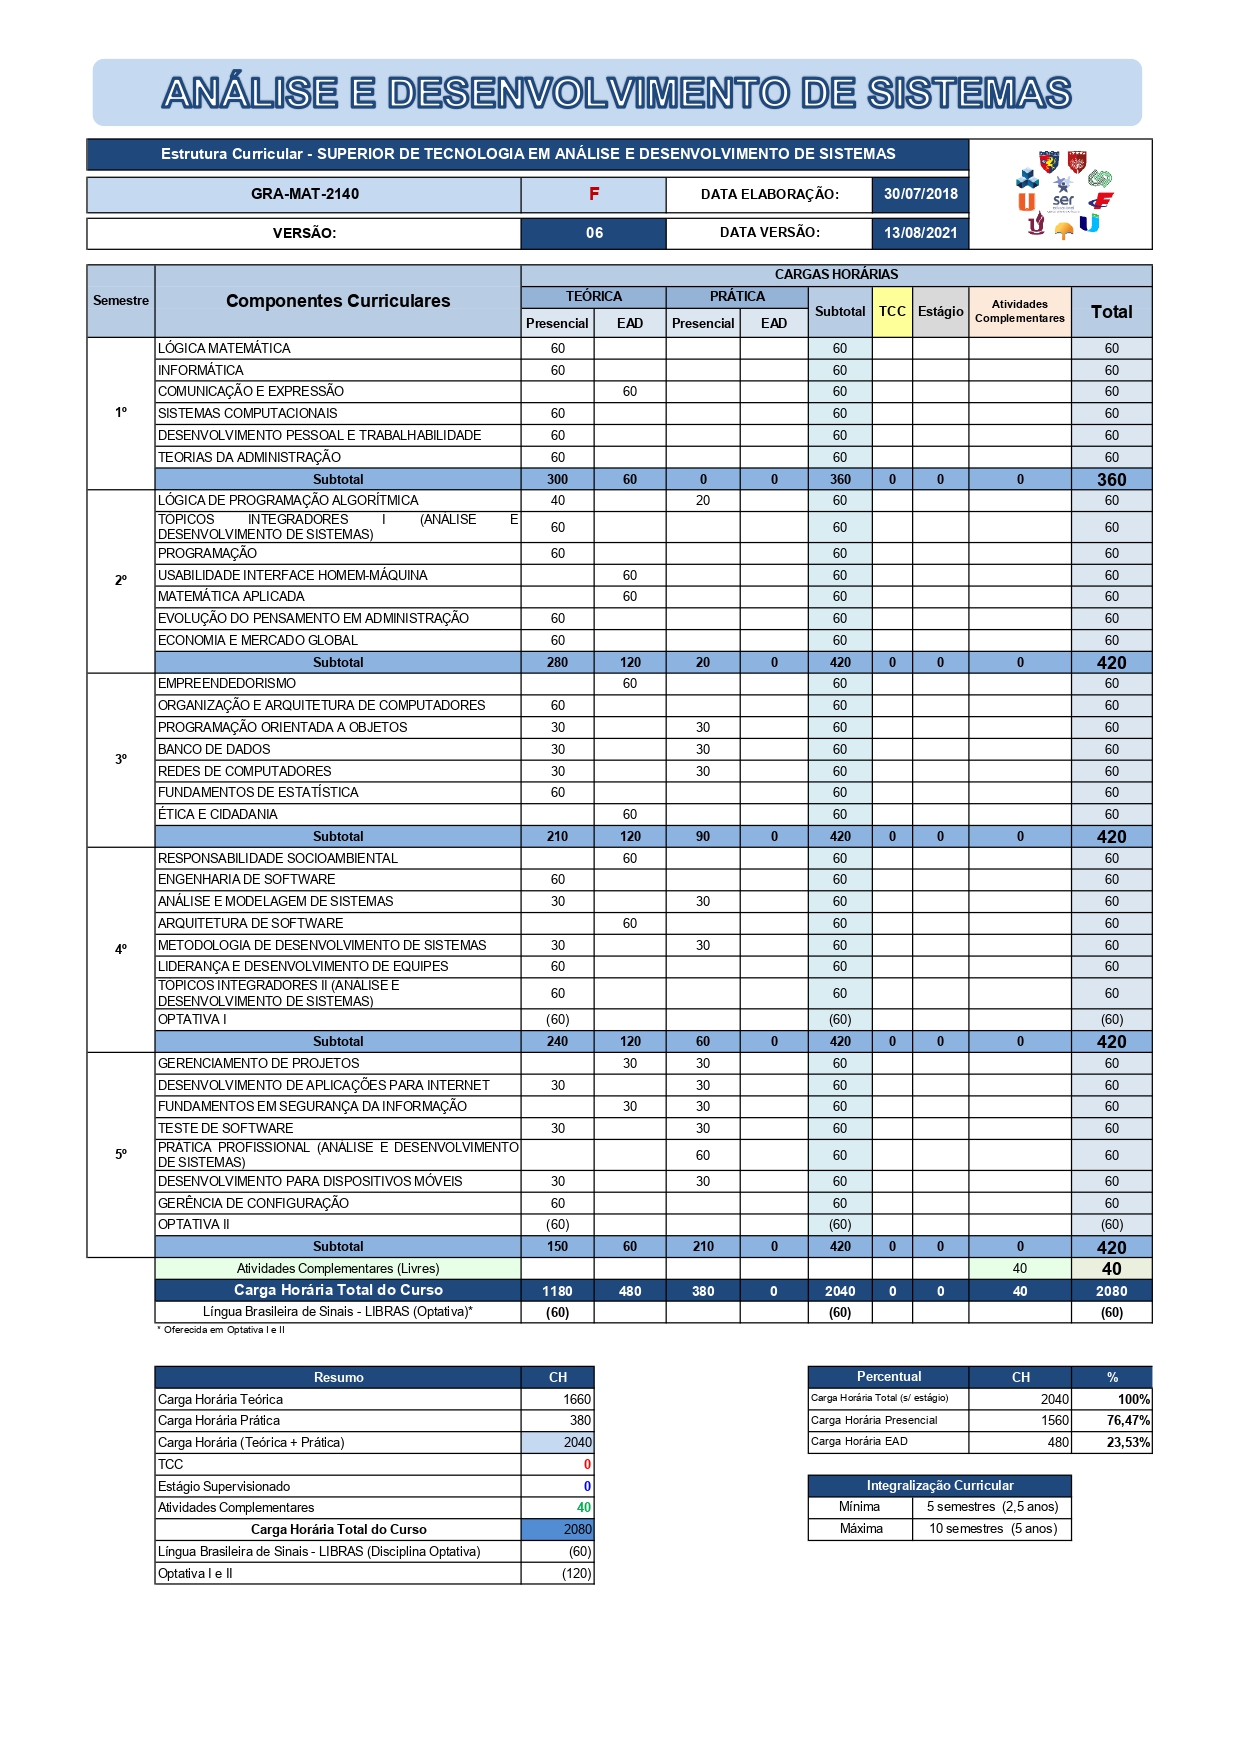 ANÁLISE E DESENVOLVIMENTO DE SISTEMAS
Estrutura Curricular - SUPERIOR DE TECNOLOGIA EM ANÁLISE E DESENVOLVIMENTO DE SISTEMAS
GRA-MAT-2140 F DATA ELABORAÇÃO: 30/07/2018
VERSÃO: 06 DATA VERSÃO: 13/08/2021
ser
Semestre Componentes Curriculares CARGAS HORÁRIAS
TEÓRICA PRÁTICA Subtotal TCC Estágio Atividades Complementares Total
Presencial EAD Presencial EAD
1º
LÓGICA MATEMÁTICA 60 60 60
INFORMÁTICA 60 60 60
COMUNICAÇÃO E EXPRESSÃO 60 60 60
SISTEMAS COMPUTACIONAIS 60 60 60
DESENVOLVIMENTO PESSOAL E TRABALHABILIDADE 60 60 60
TEORIAS DA ADMINISTRAÇÃO 60 60 60
Subtotal 300 60 0 0 360 0 0 0 360
2º
LÓGICA DE PROGRAMAÇÃO ALGORÍTMICA 40 20 60 60
TÓPICOS INTEGRADORES I (ANÁLISE E
DESENVOLVIMENTO DE SISTEMAS) 60 60 60
PROGRAMAÇÃO 60 60 60
USABILIDADE INTERFACE HOMEM-MÁQUINA 60 60 60
MATEMÁTICA APLICADA 60 60 60
EVOLUÇÃO DO PENSAMENTO EM ADMINISTRAÇÃO 60 60 60
ECONOMIA E MERCADO GLOBAL 60 60 60
Subtotal 280 120 20 0 420 0 0 0 420
3º
EMPREENDEDORISMO 60 60 60
ORGANIZAÇÃO E ARQUITETURA DE COMPUTADORES 60 60 60
PROGRAMAÇÃO ORIENTADA A OBJETOS 30 30 60 60
BANCO DE DADOS 30 30 60 60
REDES DE COMPUTADORES 30 30 60 60
FUNDAMENTOS DE ESTATÍSTICA 60 60 60
ÉTICA E CIDADANIA 60 60 60
Subtotal 210 120 90 0 420 0 0 0 420
4º
RESPONSABILIDADE SOCIOAMBIENTAL 60 60 60
ENGENHARIA DE SOFTWARE 60 60 60
ANÁLISE E MODELAGEM DE SISTEMAS 30 30 60 60
ARQUITETURA DE SOFTWARE 60 60 60
METODOLOGIA DE DESENVOLVIMENTO DE SISTEMAS 30 30 60 60
LIDERANÇA E DESENVOLVIMENTO DE EQUIPES 60 60 60
TÓPICOS INTEGRADORES II (ANÁLISE E
DESENVOLVIMENTO DE SISTEMAS) 60 60 60
OPTATIVA I (60) (60) (60)
Subtotal 240 120 60 0 420 0 0 0 420
5º
GERENCIAMENTO DE PROJETOS 30 30 60 60
DESENVOLVIMENTO DE APLICAÇÕES PARA INTERNET 30 30 60 60
FUNDAMENTOS EM SEGURANÇA DA INFORMAÇÃO 30 30 60 60
TESTE DE SOFTWARE 30 30 60 60
PRÁTICA PROFISSIONAL (ANÁLISE E DESENVOLVIMENTO
DE SISTEMAS) 60 60 60
DESENVOLVIMENTO PARA DISPOSITIVOS MÓVEIS 30 30 60 60
GERÊNCIA DE CONFIGURAÇÃO 60 60 60
OPTATIVA II (60) (60) (60)
Subtotal 150 60 210 0 420 0 0 0 420
Atividades Complementares (Livres) 40 40
Carga Horária Total do Curso 1180 480 380 0 2040 0 0 40 2080
Língua Brasileira de Sinais - LIBRAS (Optativa)* (60) (60) (60)
* Oferecida em Optativa I e II
Resumo CH
Carga Horária Teórica 1660
Carga Horária Prática 380
Carga Horária (Teórica + Prática) 2040
TCC 0
Estágio Supervisionado 0
Atividades Complementares 40
Carga Horária Total do Curso 2080
Língua Brasileira de Sinais - LIBRAS (Disciplina Optativa) (60)
Optativa I e II (120)
Percentual CH %
Carga Horária Total (s/ estágio) 2040 100%
Carga Horária Presencial 1560 76,47%
Carga Horária EAD 480 23,53%
Integralização Curricular
Mínima 5 semestres (2,5 anos)
Máxima 10 semestres (5 anos)